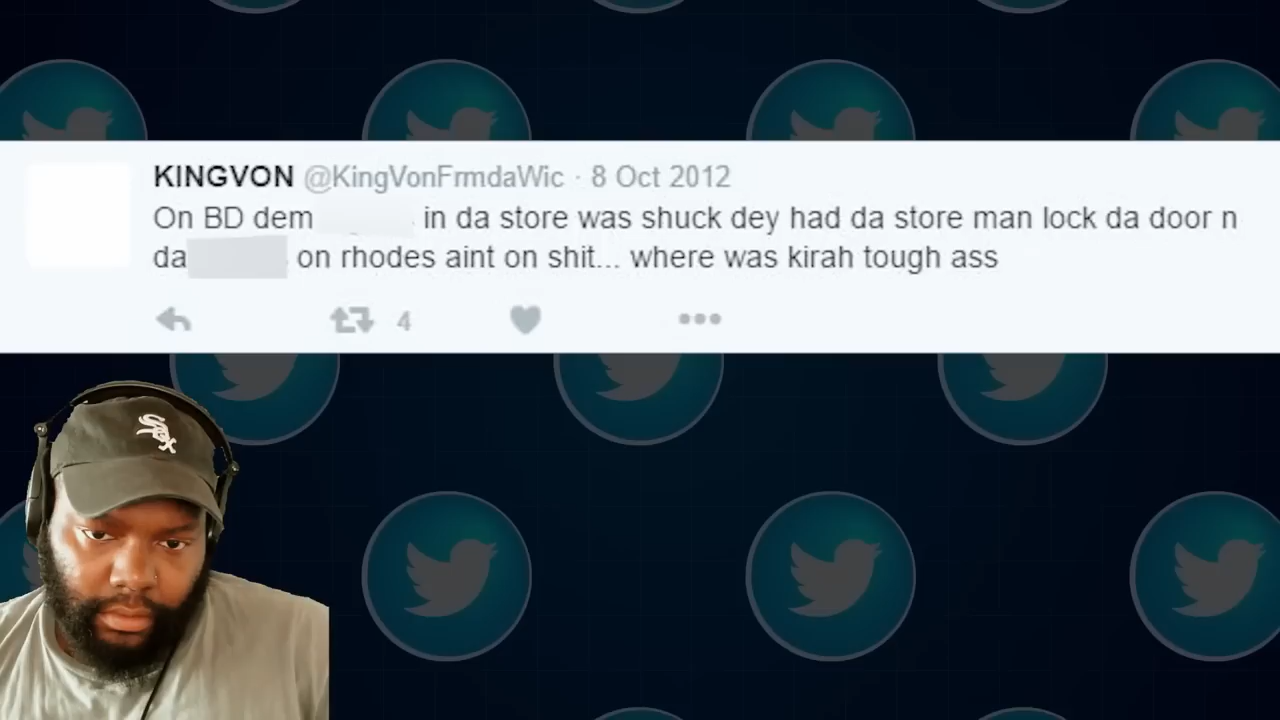 KINGVON @KingVonFrmdaWic · 8 Oct 2012
On BD dem in da store was shuck dey had da store man lock da door n
da on rhodes aint on shit... where was kirah tough ass
4
Sox